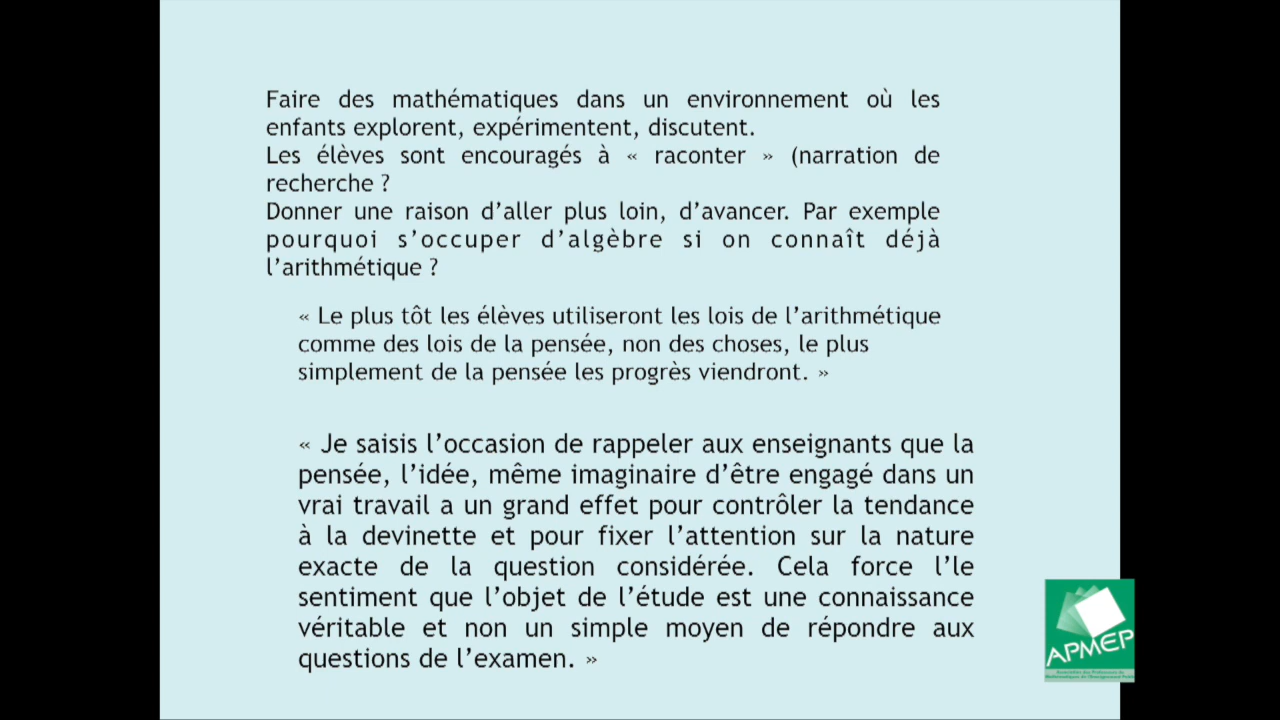 Faire des mathématiques dans un environnement où les
enfants explorent, expérimentent, discutent.
Les élèves sont encouragés à « raconter » (narration de
recherche ?
Donner une raison d’aller plus loin, d’avancer. Par exemple
pourquoi s’occuper d’algèbre si on connaît déjà
l’arithmétique ?
« Le plus tôt les élèves utiliseront les lois de l’arithmétique
comme des lois de la pensée, non des choses, le plus
simplement de la pensée les progrès viendront. »
« Je saisis l’occasion de rappeler aux enseignants que la
pensée, l’idée, même imaginaire d’être engagé dans un
vrai travail a un grand effet pour contrôler la tendance
à la devinette et pour fixer l’attention sur la nature
exacte de la question considérée. Cela force l’le
sentiment que l’objet de l’étude est une connaissance
véritable et non un simple moyen de répondre aux
questions de l’examen. »
APMEP